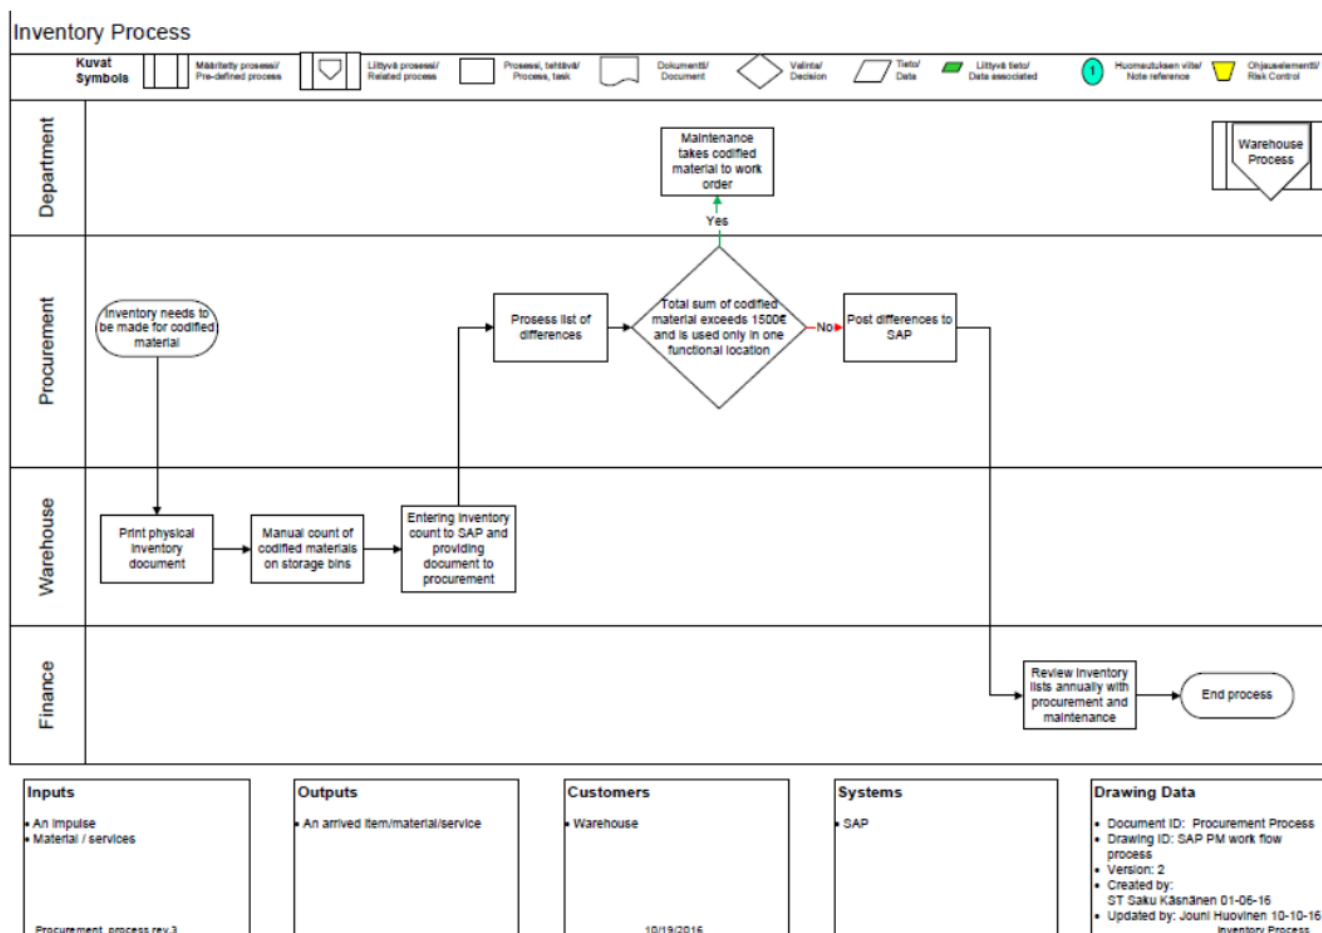 Inventory Process
Kuvat
Symbols
Määritetty prosessi/
Pre-defined process
Liittyvä prosessi/
Related process
Prosessi, tehtävä/
Process, task
Dokumentti/
Document
Valinta/
Decision
Tieto/
Data
Liittyvä tieto/
Data associated
1
Huomautuksen viite/
Note reference
Ohjauselementti/
Risk Control
Department
Maintenance
takes codified
material to work
order
Warehouse
Process
Yes
Procurement
Inventory needs to
be made for codified
material
Prosess list of
differences
Total sum of codified
material exceeds 1500€
and is used only in one
functional location
No
Post differences to
SAP
Warehouse
Print physical
inventory
document
Manual count of
codified materials
on storage bins
Entering inventory
count to SAP and
providing
document to
procurement
Finance
Review inventory
lists annually with
procurement and
maintenance
End process
Inputs
• An impulse
• Material / services
Procurement_process rev.3
Outputs
• An arrived item/material/service
Customers
• Warehouse
10/19/2016
Systems
• SAP
Drawing Data
• Document ID: Procurement Process
• Drawing ID: SAP PM work flow
process
• Version: 2
• Created by:
ST Saku Käsnänen 01-06-16
• Updated by: Jouni Huovinen 10-10-16
Inventory Process